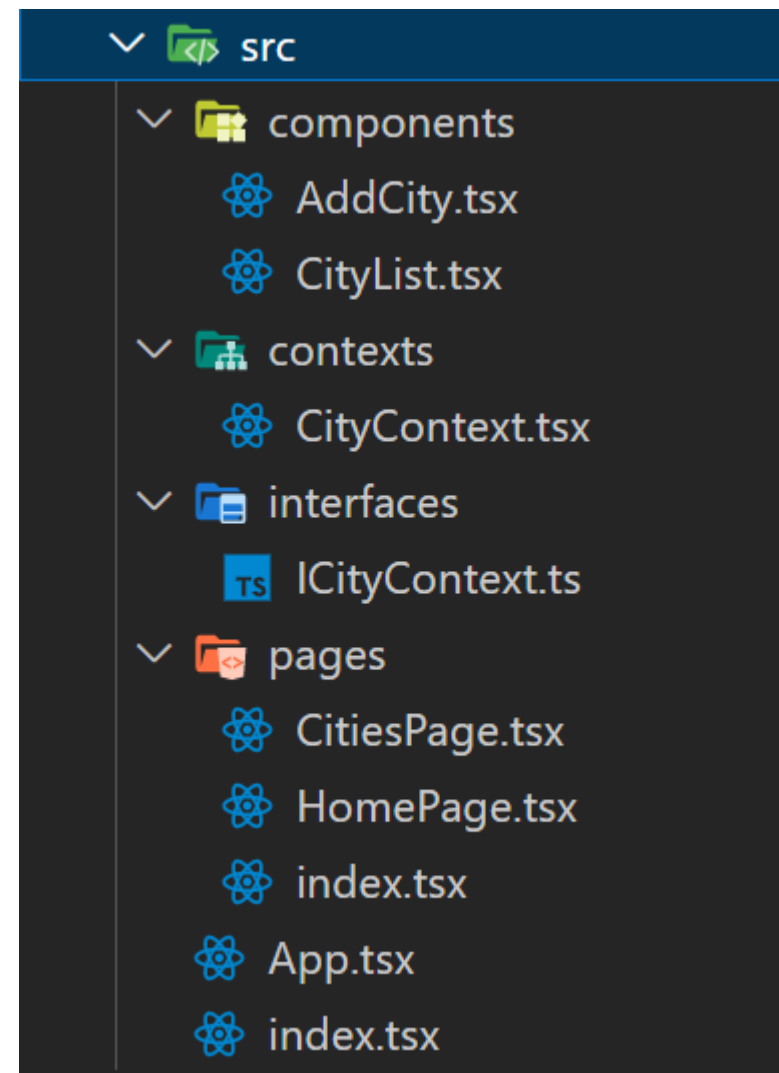 src
components
AddCity.tsx
CityList.tsx
contexts
CityContext.tsx
interfaces
TS ICityContext.ts
pages
CitiesPage.tsx
HomePage.tsx
index.tsx
App.tsx
index.tsx